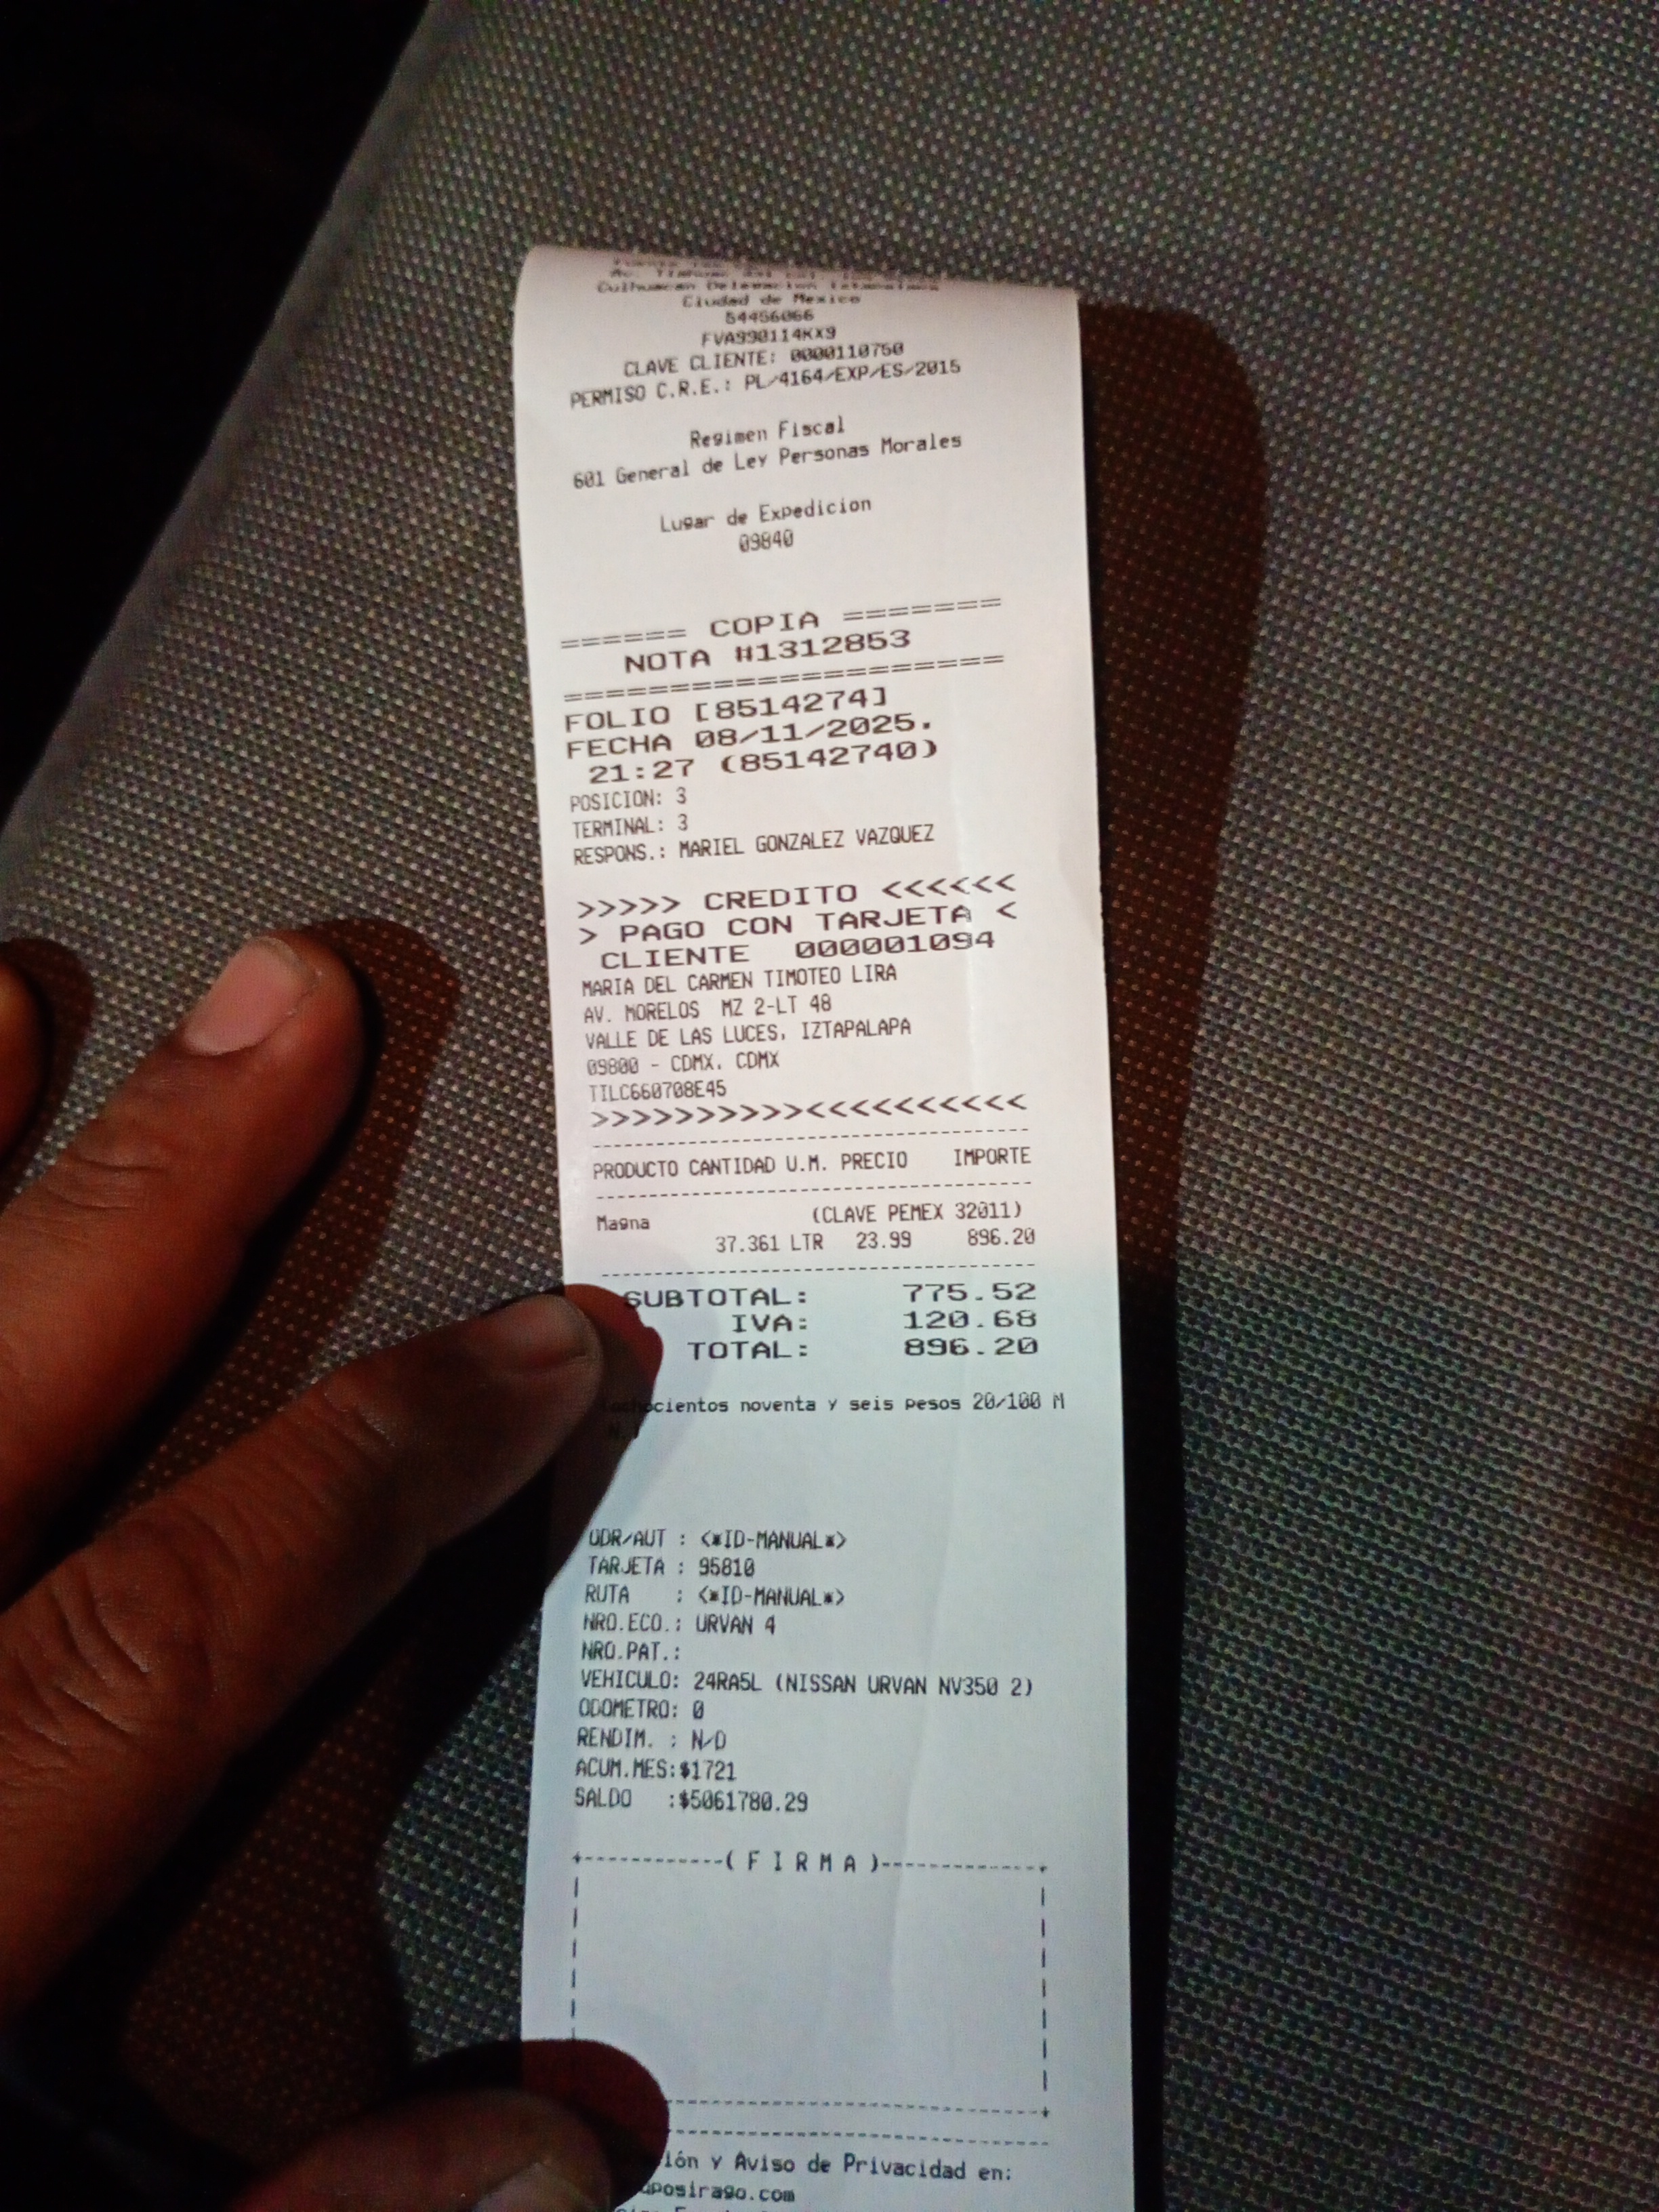 Culhuacan Delegacion Iztapalapa
Ciudad de Mexico
54456066
FVA990114KX9
CLAVE CLIENTE: 0000110750
PERMISO C.R.E.: PL/4164/EXP/ES/2015
Regimen Fiscal
601 General de Ley Personas Morales
Lugar de Expedicion
09840
====== COPIA =======
NOTA #1312853
====================
FOLIO [8514274]
FECHA 08/11/2025.
21:27 (85142740)
POSICION: 3
TERMINAL: 3
RESPONS.: MARIEL GONZALEZ VAZQUEZ
>>>>> CREDITO <<<<<<
> PAGO CON TARJETA <
CLIENTE 000001094
MARIA DEL CARMEN TIMOTEO LIRA
AV. MORELOS MZ 2-LT 48
VALLE DE LAS LUCES, IZTAPALAPA
09800 - CDMX. CDMX
TILC660708E45
>>>>>>>>>><<<<<<<<<<
PRODUCTO CANTIDAD U.M. PRECIO IMPORTE
Magna (CLAVE PEMEX 32011)
37.361 LTR 23.99 896.20
SUBTOTAL: 775.52
IVA: 120.68
TOTAL: 896.20
(ochocientos noventa y seis pesos 20/100 M
N.)
ODR/AUT : <*ID-MANUAL*>
TARJETA : 95810
RUTA : <*ID-MANUAL*>
NRO.ECO.: URVAN 4
NRO.PAT.:
VEHICULO: 24RA5L (NISSAN URVAN NV350 2)
ODOMETRO: 0
RENDIM. : N/D
ACUM.MES:$1721
SALDO :$5061780.29
+------------( F I R M A )--------------+
ión y Aviso de Privacidad en:
uposirago.com